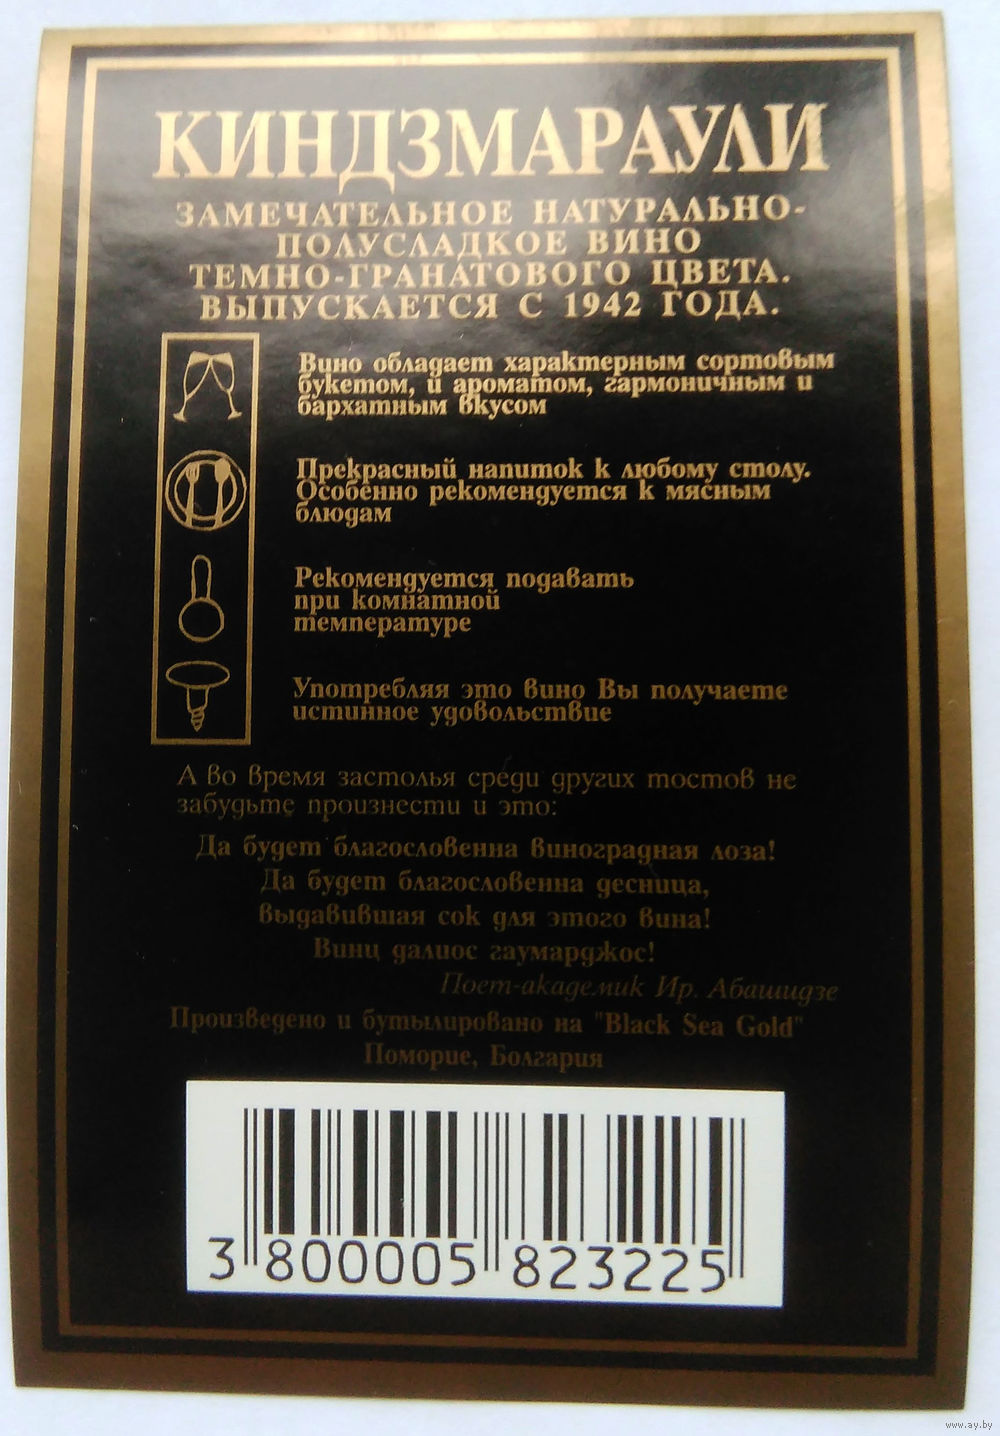 КИНДЗМАРАУЛИ
ЗАМЕЧАТЕЛЬНОЕ НАТУРАЛЬНО-
ПОЛУСЛАДКОЕ ВИНО
ТЕМНО-ГРАНАТОВОГО ЦВЕТА.
ВЫПУСКАЕТСЯ С 1942 ГОДА.
Вино обладает характерным сортовым
букетом, и ароматом, гармоничным и
бархатным вкусом
Прекрасный напиток к любому столу.
Особенно рекомендуется к мясным
блюдам
Рекомендуется подавать
при комнатной
температуре
Употребляя это вино Вы получаете
истинное удовольствие
А во время застолья среди других тостов не
забудьте произнести и это:
Да будет благословенна виноградная лоза!
Да будет благословенна десница,
выдавившая сок для этого вина!
Винц далиос гаумарджос!
Поет-академик Ир. Абашидзе
Произведено и бутылировано на "Black Sea Gold"
Поморие, Болгария
3 800005 823225
www.ay.by